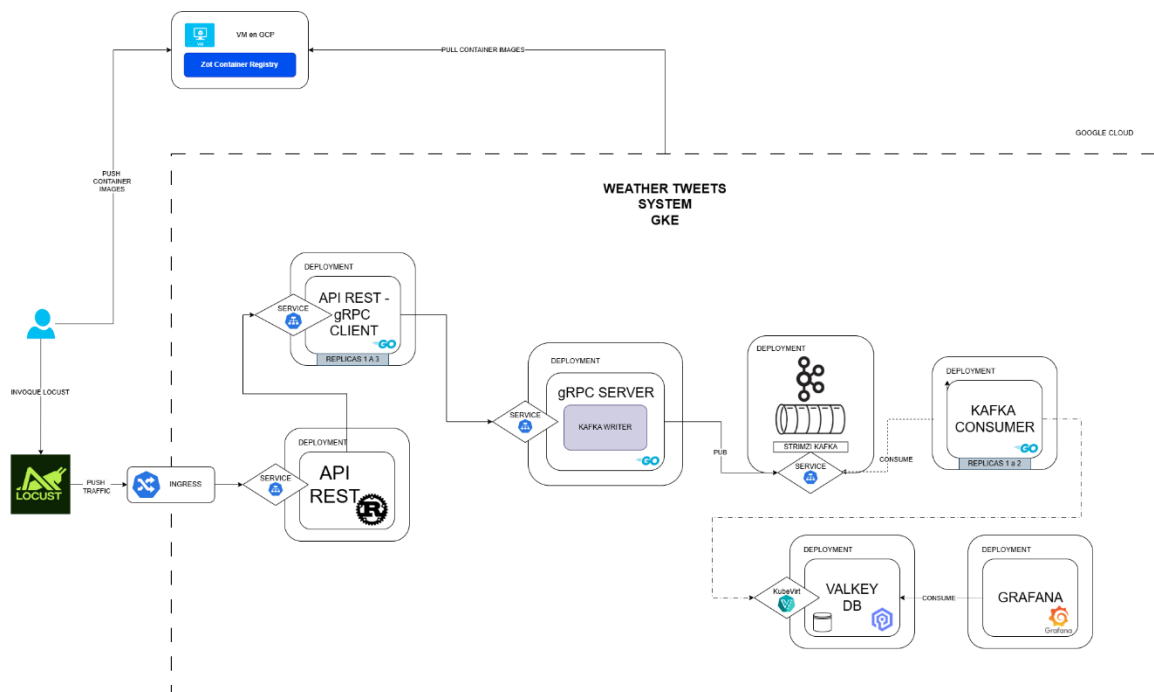 VM en GCP
VM
Zot Container Registry
PULL CONTAINER IMAGES
GOOGLE CLOUD
PUSH
CONTAINER
IMAGES
WEATHER TWEETS
SYSTEM
GKE
DEPLOYMENT
SERVICE
API REST -
gRPC
CLIENT
GO
REPLICAS 1 A 3
DEPLOYMENT
SERVICE
gRPC SERVER
KAFKA WRITER
GO
PUB
DEPLOYMENT
STRIMZI KAFKA
SERVICE
CONSUME
DEPLOYMENT
KAFKA
CONSUMER
GO
REPLICAS 1 a 2
INVOQUE LOCUST
LOCUST
PUSH
TRAFFIC
INGRESS
SERVICE
DEPLOYMENT
API
REST
R
DEPLOYMENT
KubeVirt
VALKEY
DB
CONSUME
DEPLOYMENT
GRAFANA
Grafana